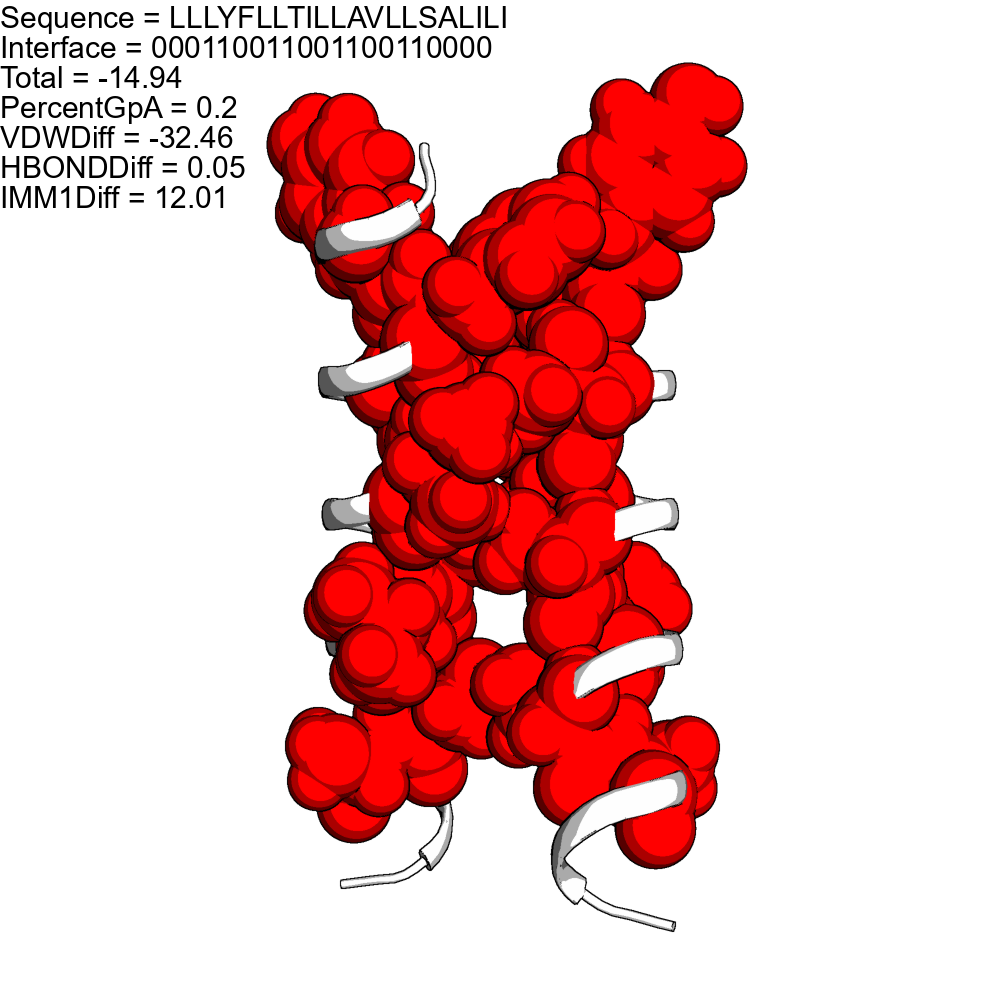 Sequence = LLLYFLLTILLAVLLSALILI
Interface = 000110011001100110000
Total = -14.94
PercentGpA = 0.2
VDWDiff = -32.46
HBONDDiff = 0.05
IMM1Diff = 12.01